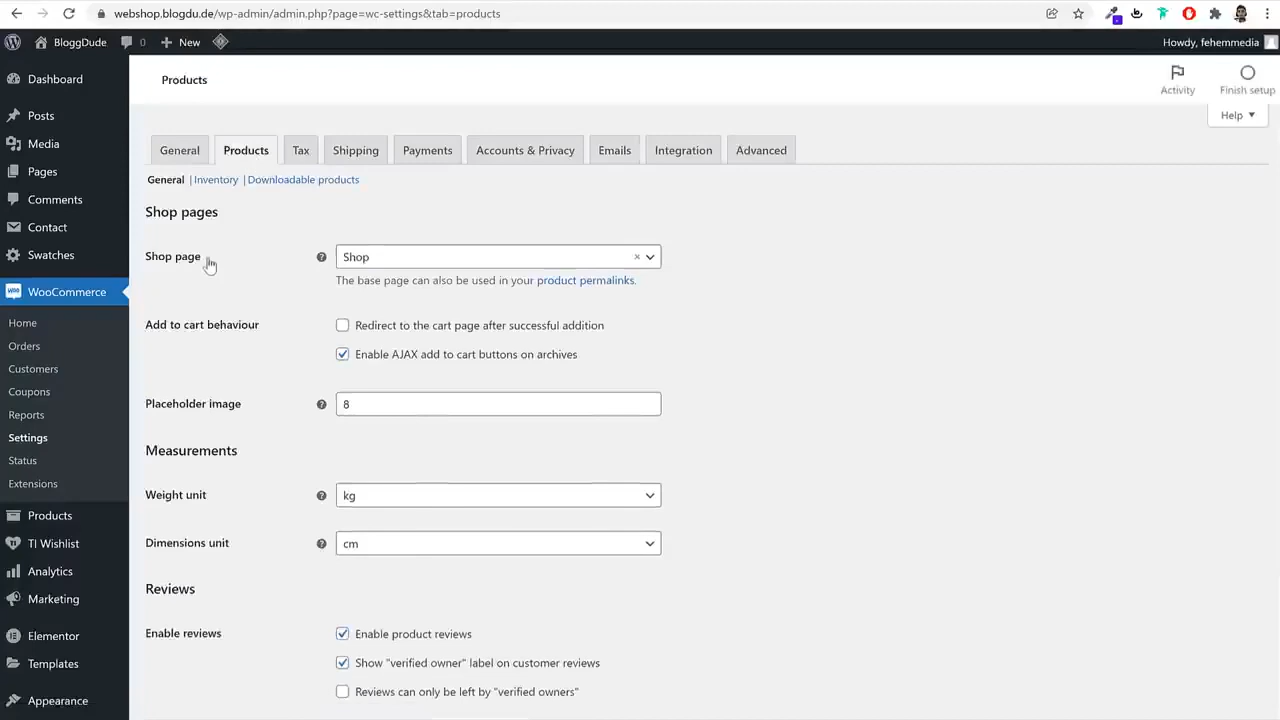 webshop.blogdu.de/wp-admin/admin.php?page=wc-settings&tab=products
BloggDude 0 New Howdy, fehemmedia
Dashboard
Posts
Media
Pages
Comments
Contact
Swatches
WooCommerce
Home
Orders
Customers
Coupons
Reports
Settings
Status
Extensions
Products
TI Wishlist
Analytics
Marketing
Elementor
Templates
Appearance
Products
Activity Finish setup
Help
General Products Tax Shipping Payments Accounts & Privacy Emails Integration Advanced
General | Inventory | Downloadable products
Shop pages
Shop page Shop ×
The base page can also be used in your product permalinks.
Add to cart behaviour Redirect to the cart page after successful addition
Enable AJAX add to cart buttons on archives
Placeholder image 8
Measurements
Weight unit kg
Dimensions unit cm
Reviews
Enable reviews Enable product reviews
Show "verified owner" label on customer reviews
Reviews can only be left by "verified owners"